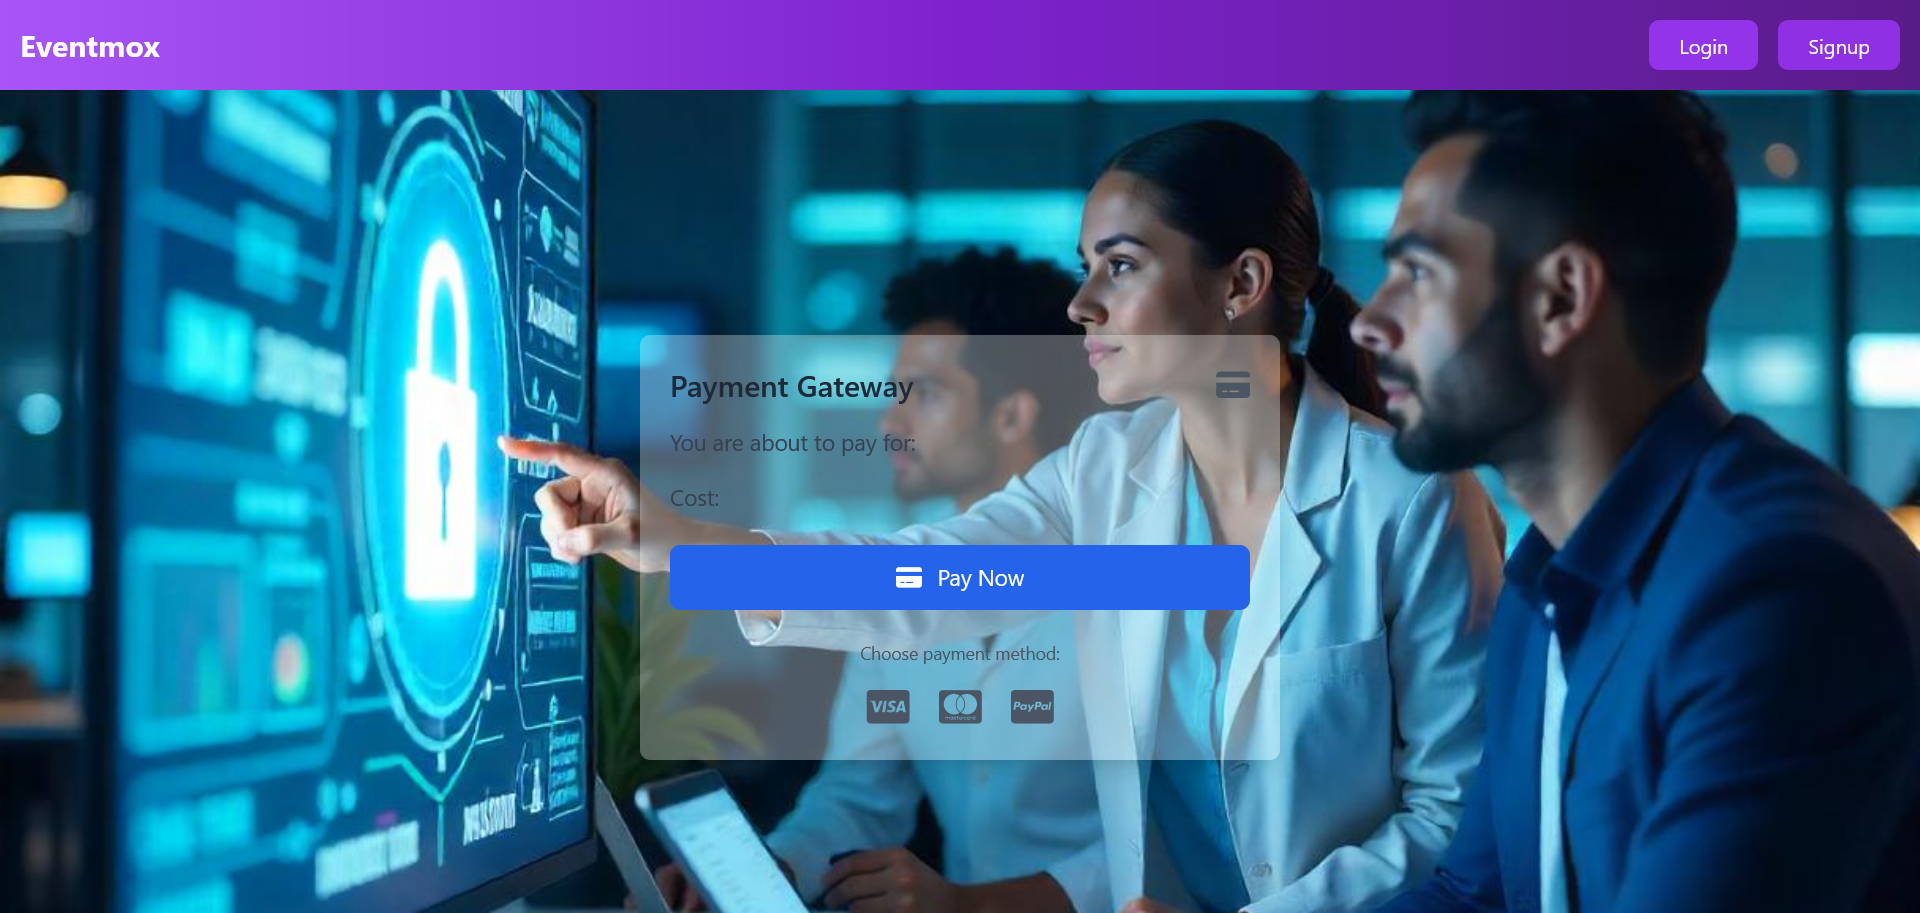 Eventmox
Login
Signup
Payment Gateway
You are about to pay for:
Cost:
Pay Now
Choose payment method:
VISA
mastercard
PayPal